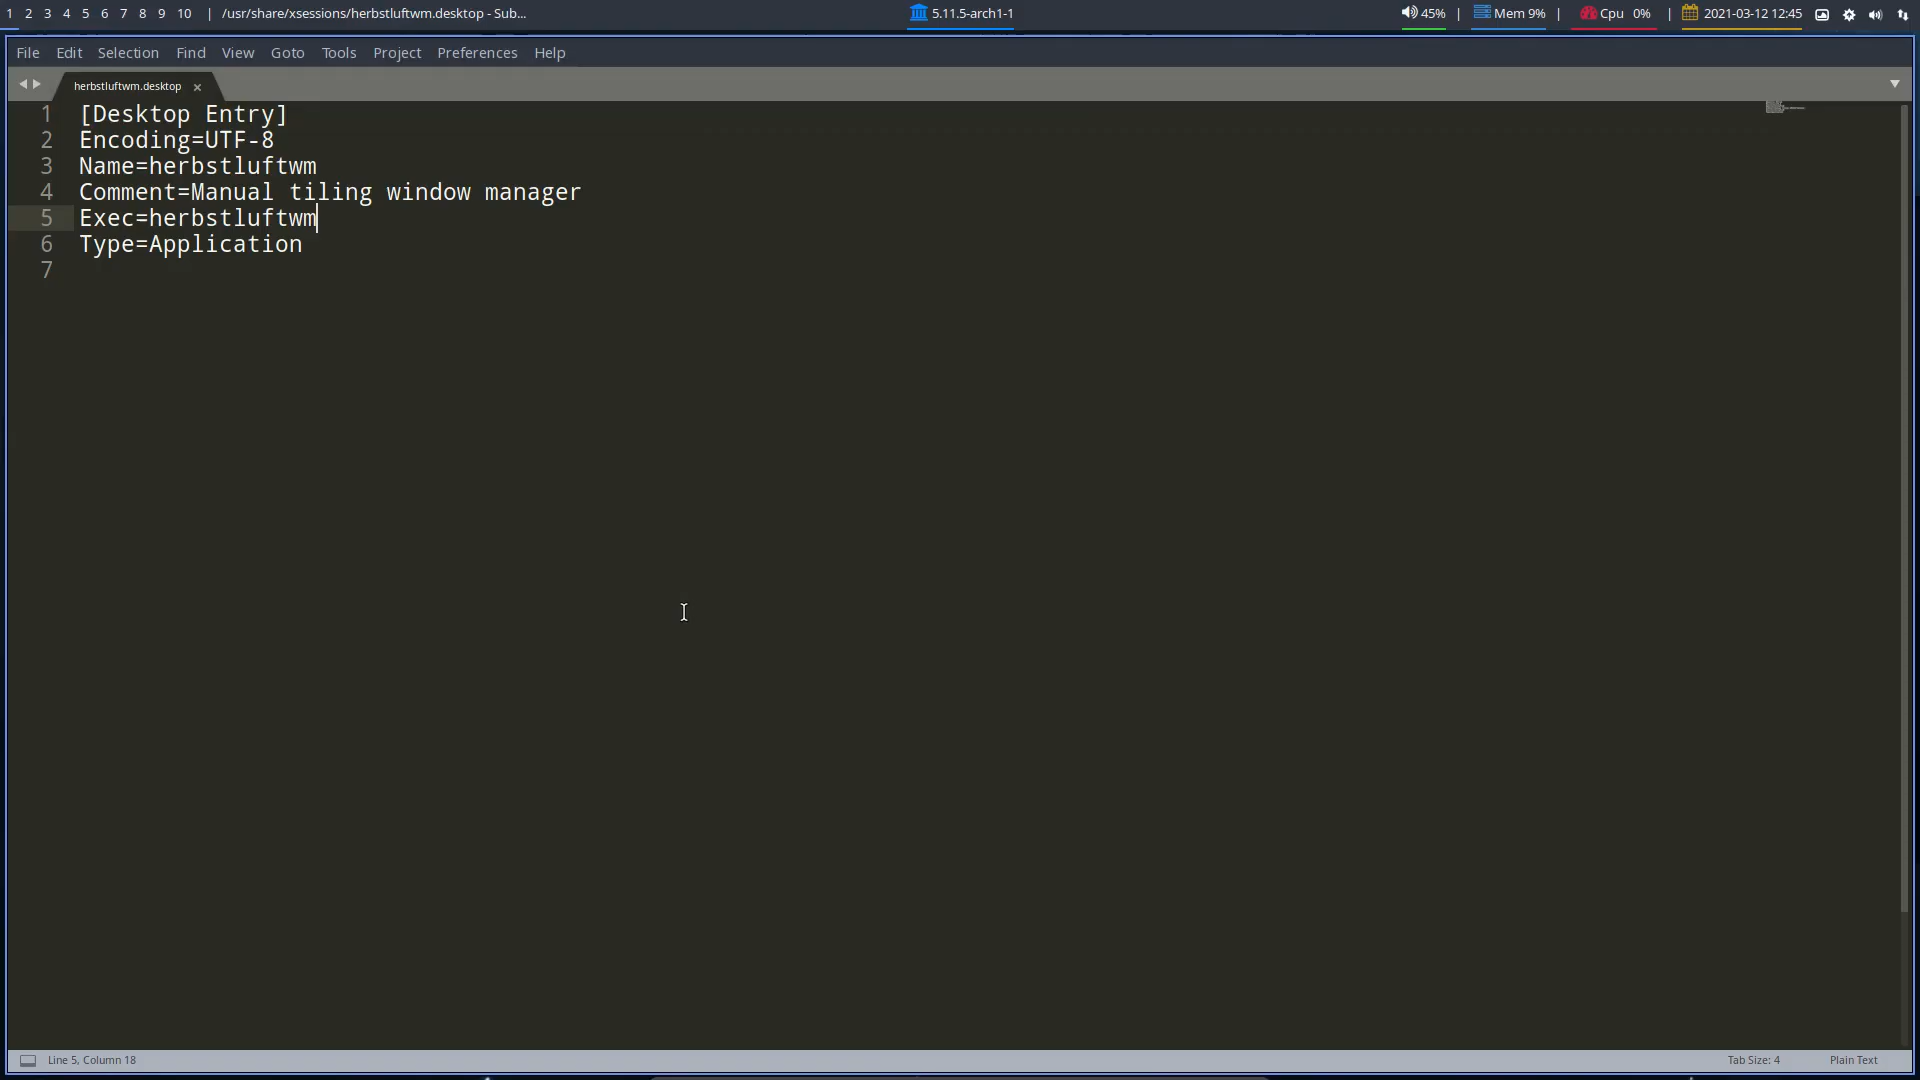 1 2 3 4 5 6 7 8 9 10 | /usr/share/xsessions/herbstluftwm.desktop - Sub... 5.11.5-arch1-1 45% | Mem 9% | Cpu 0% | 2021-03-12 12:45
File Edit Selection Find View Goto Tools Project Preferences Help
herbstluftwm.desktop ×
1 [Desktop Entry]
2 Encoding=UTF-8
3 Name=herbstluftwm
4 Comment=Manual tiling window manager
5 Exec=herbstluftwm
6 Type=Application
7
Line 5, Column 18 Tab Size: 4 Plain Text